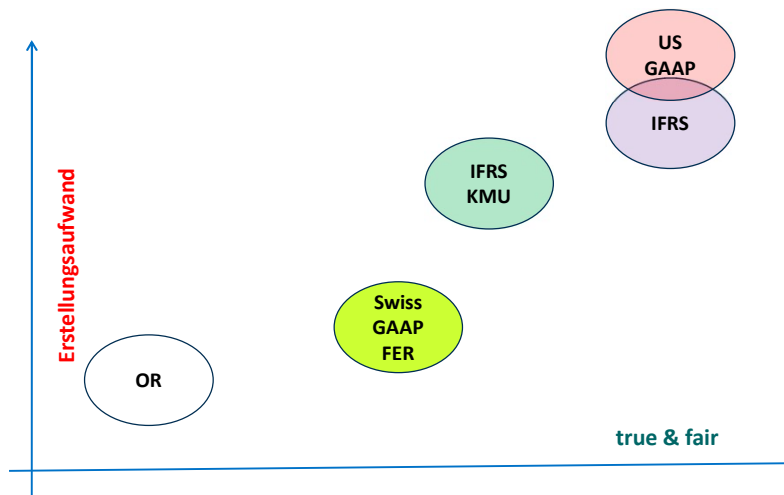 US
GAAP
IFRS
IFRS
KMU
Erstellungsaufwand
Swiss
GAAP
FER
OR
true & fair